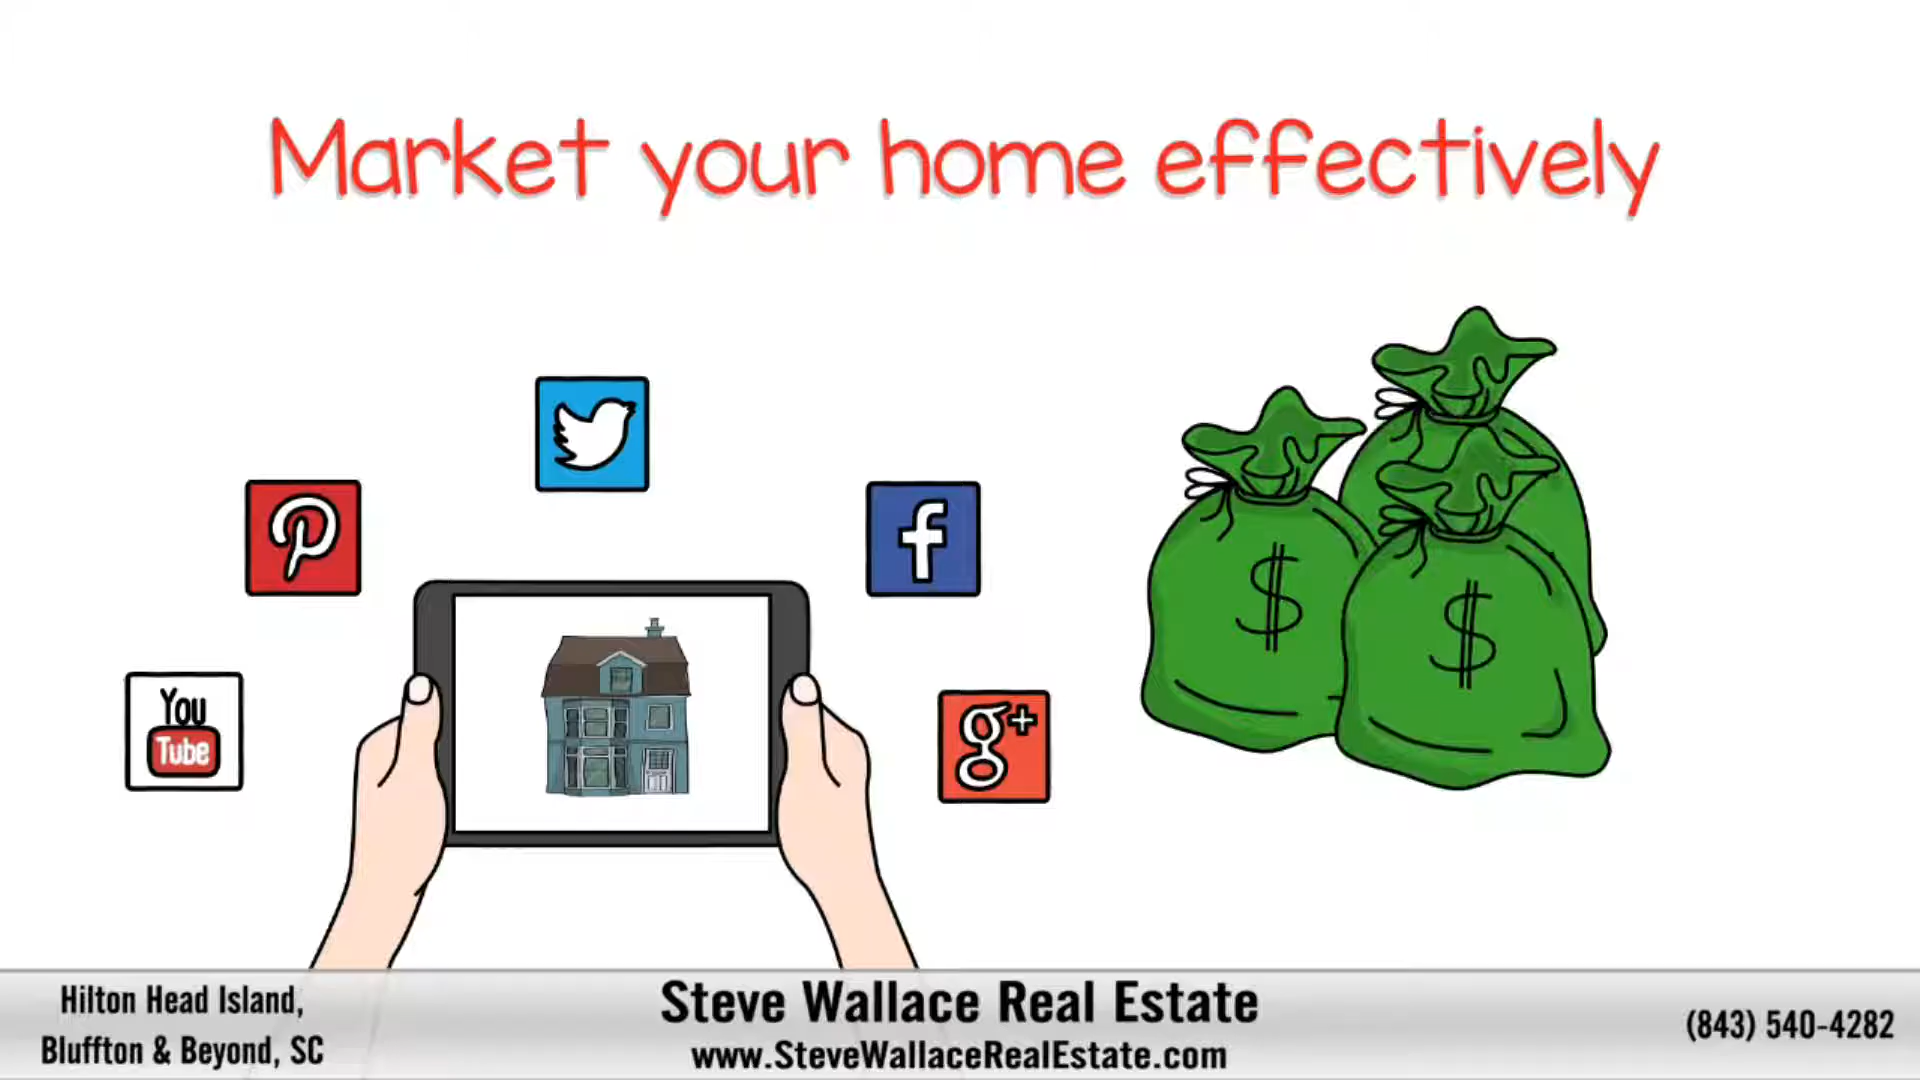 Market your home effectively
You
Tube
f
g+
$
$
Hilton Head Island,
Bluffton & Beyond, SC
Steve Wallace Real Estate
www.SteveWallaceRealEstate.com
(843) 540-4282